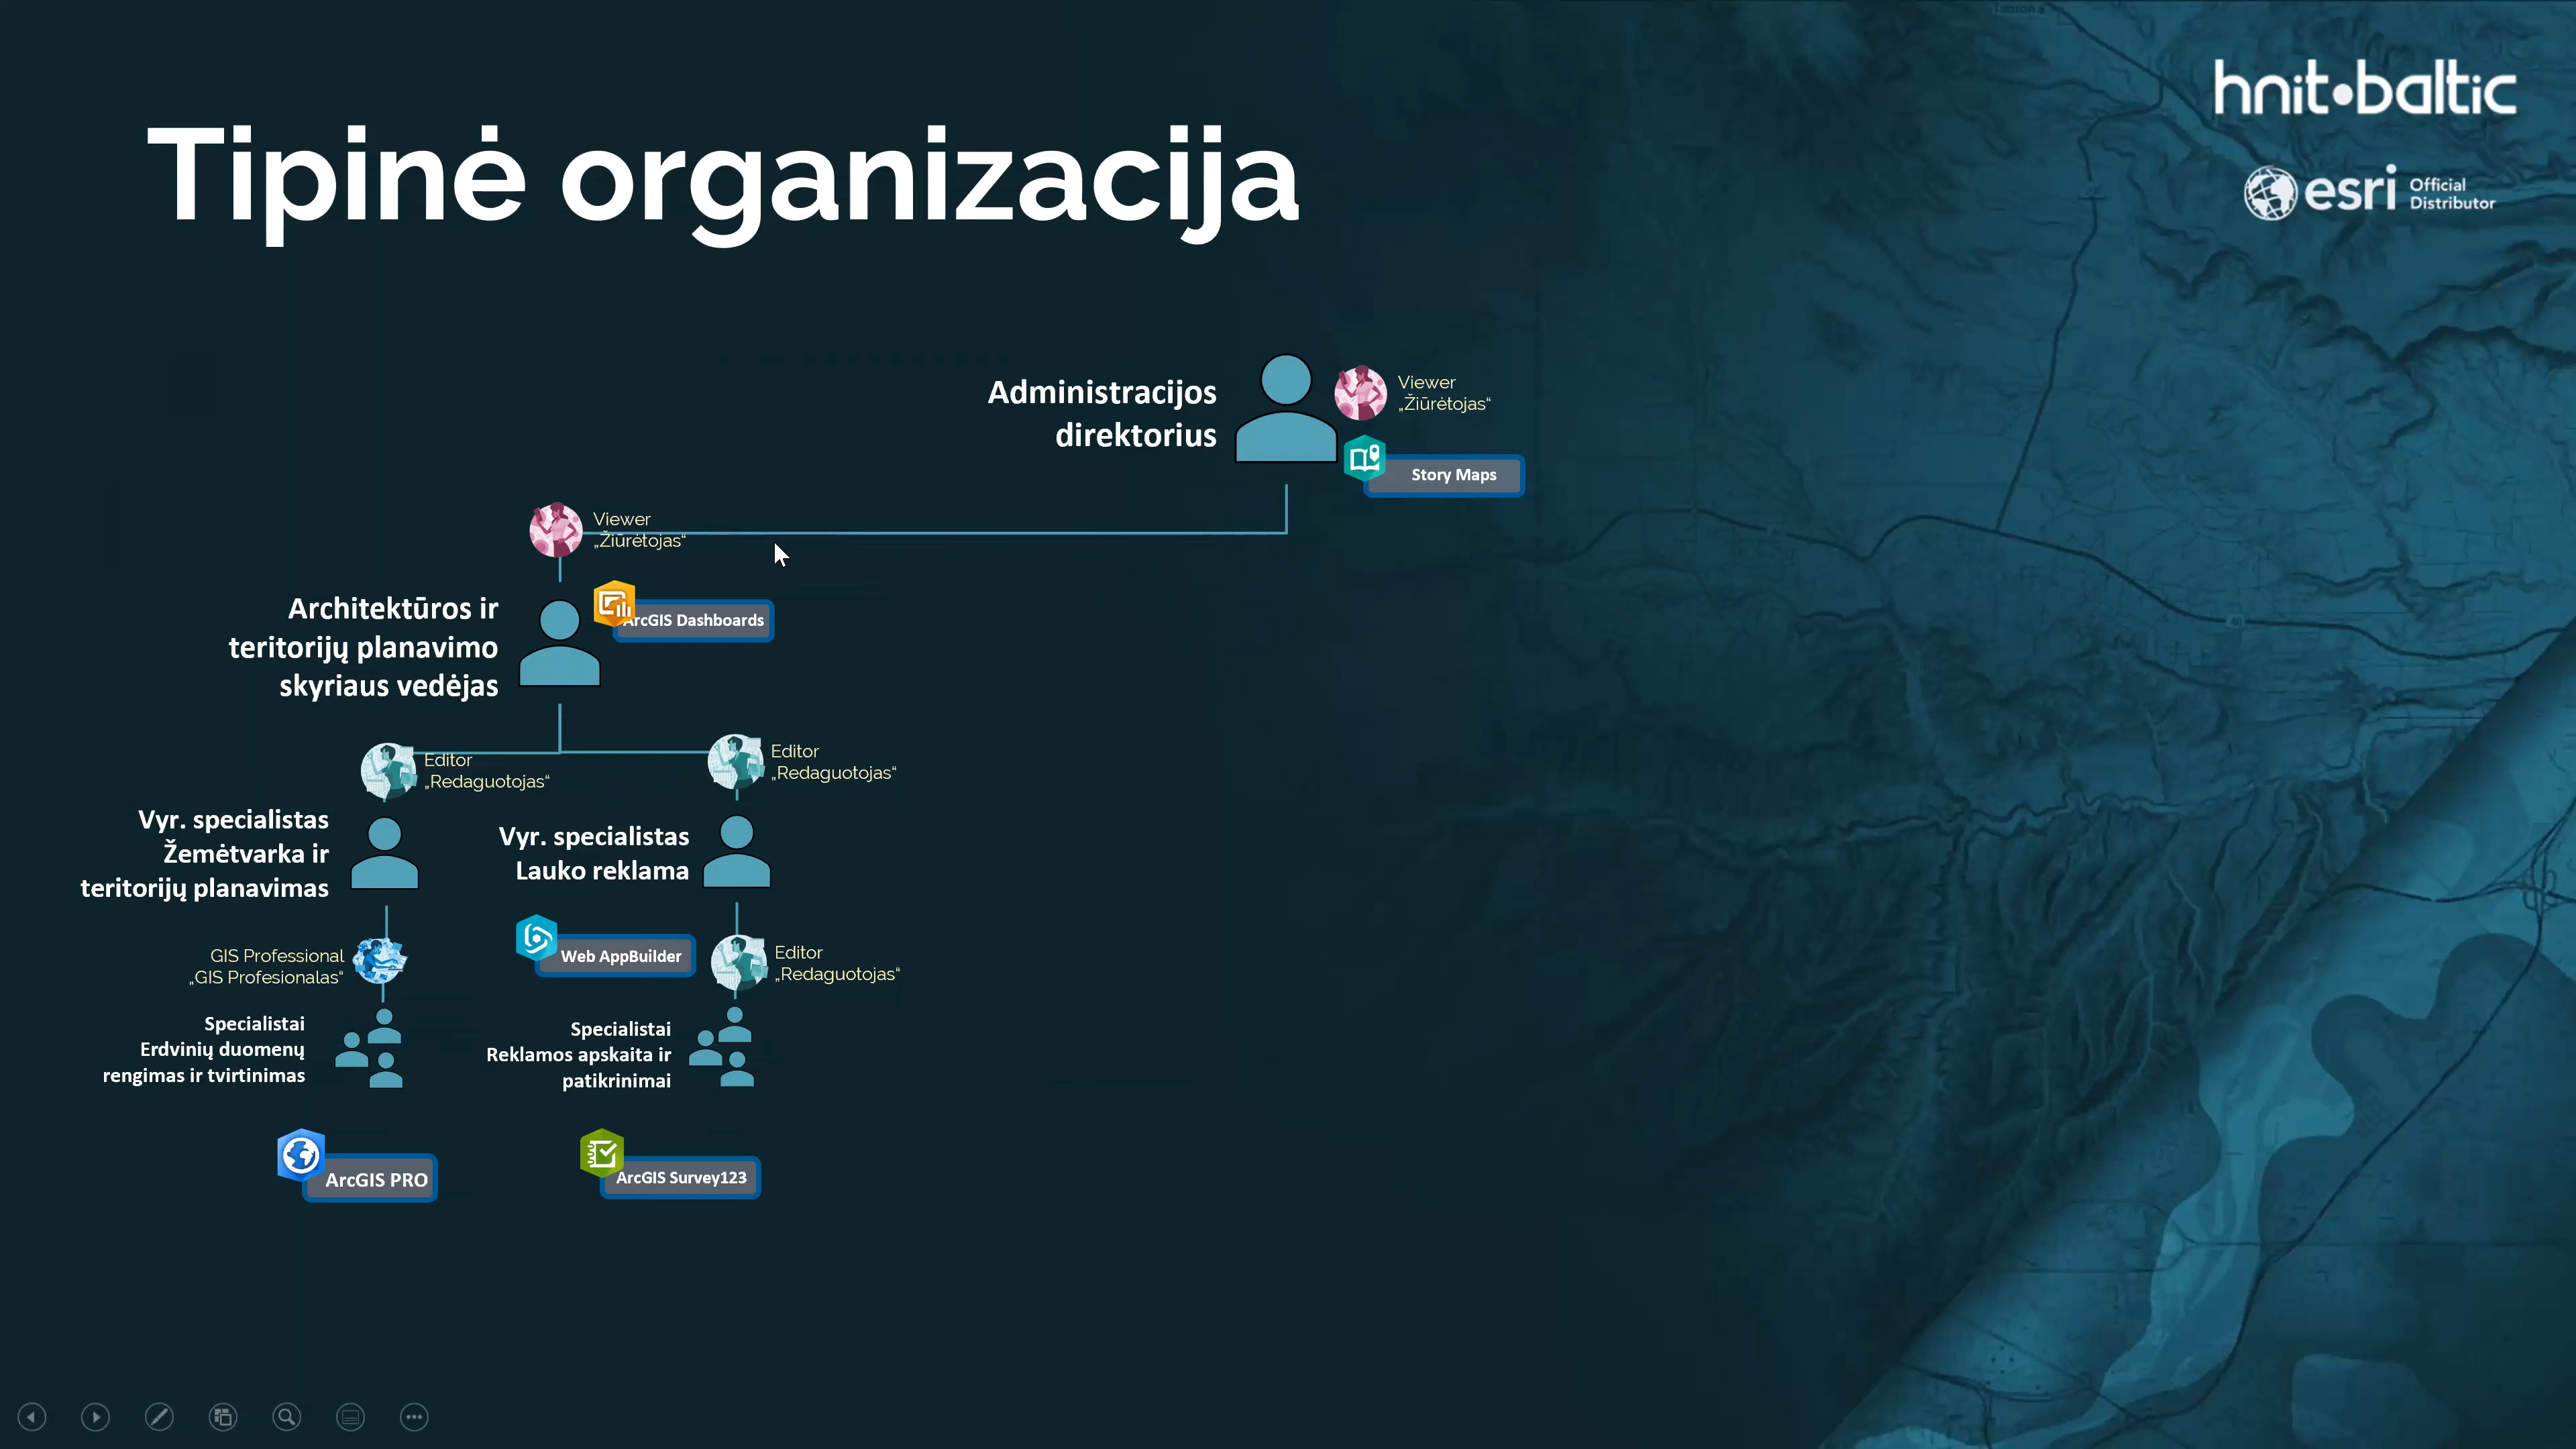 Tipinė organizacija
hnit•baltic
esri Official
Distributor
Administracijos
direktorius
Viewer
„Žiūrėtojas“
Story Maps
Viewer
„Žiūrėtojas“
Architektūros ir
teritorijų planavimo
skyriaus vedėjas
ArcGIS Dashboards
Editor
„Redaguotojas“
Editor
„Redaguotojas“
Vyr. specialistas
Žemėtvarka ir
teritorijų planavimas
Vyr. specialistas
Lauko reklama
GIS Professional
„GIS Profesionalas“
Web AppBuilder
Editor
„Redaguotojas“
Specialistai
Erdvinių duomenų
rengimas ir tvirtinimas
Specialistai
Reklamos apskaita ir
patikrinimai
ArcGIS PRO
ArcGIS Survey123